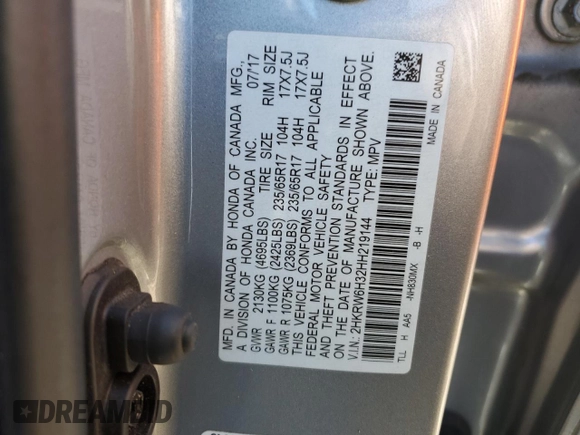 MFD. IN CANADA BY HONDA OF CANADA MFG.,
A DIVISION OF HONDA CANADA INC. 07/17
GVWR 2130KG (4695LBS) TIRE SIZE RIM SIZE
GAWR F 1100KG (2425LBS) 235/65R17 104H 17X7.5J
GAWR R 1075KG (2369LBS) 235/65R17 104H 17X7.5J
THIS VEHICLE CONFORMS TO ALL APPLICABLE
FEDERAL MOTOR VEHICLE SAFETY
AND THEFT PREVENTION STANDARDS IN EFFECT
ON THE DATE OF MANUFACTURE SHOWN ABOVE.
V.I.N.: 2HKRW6H32HH219144 TYPE: MPV
TLL H AA5 -NH830MX -B -H
MADE IN CANADA
DREAMBID